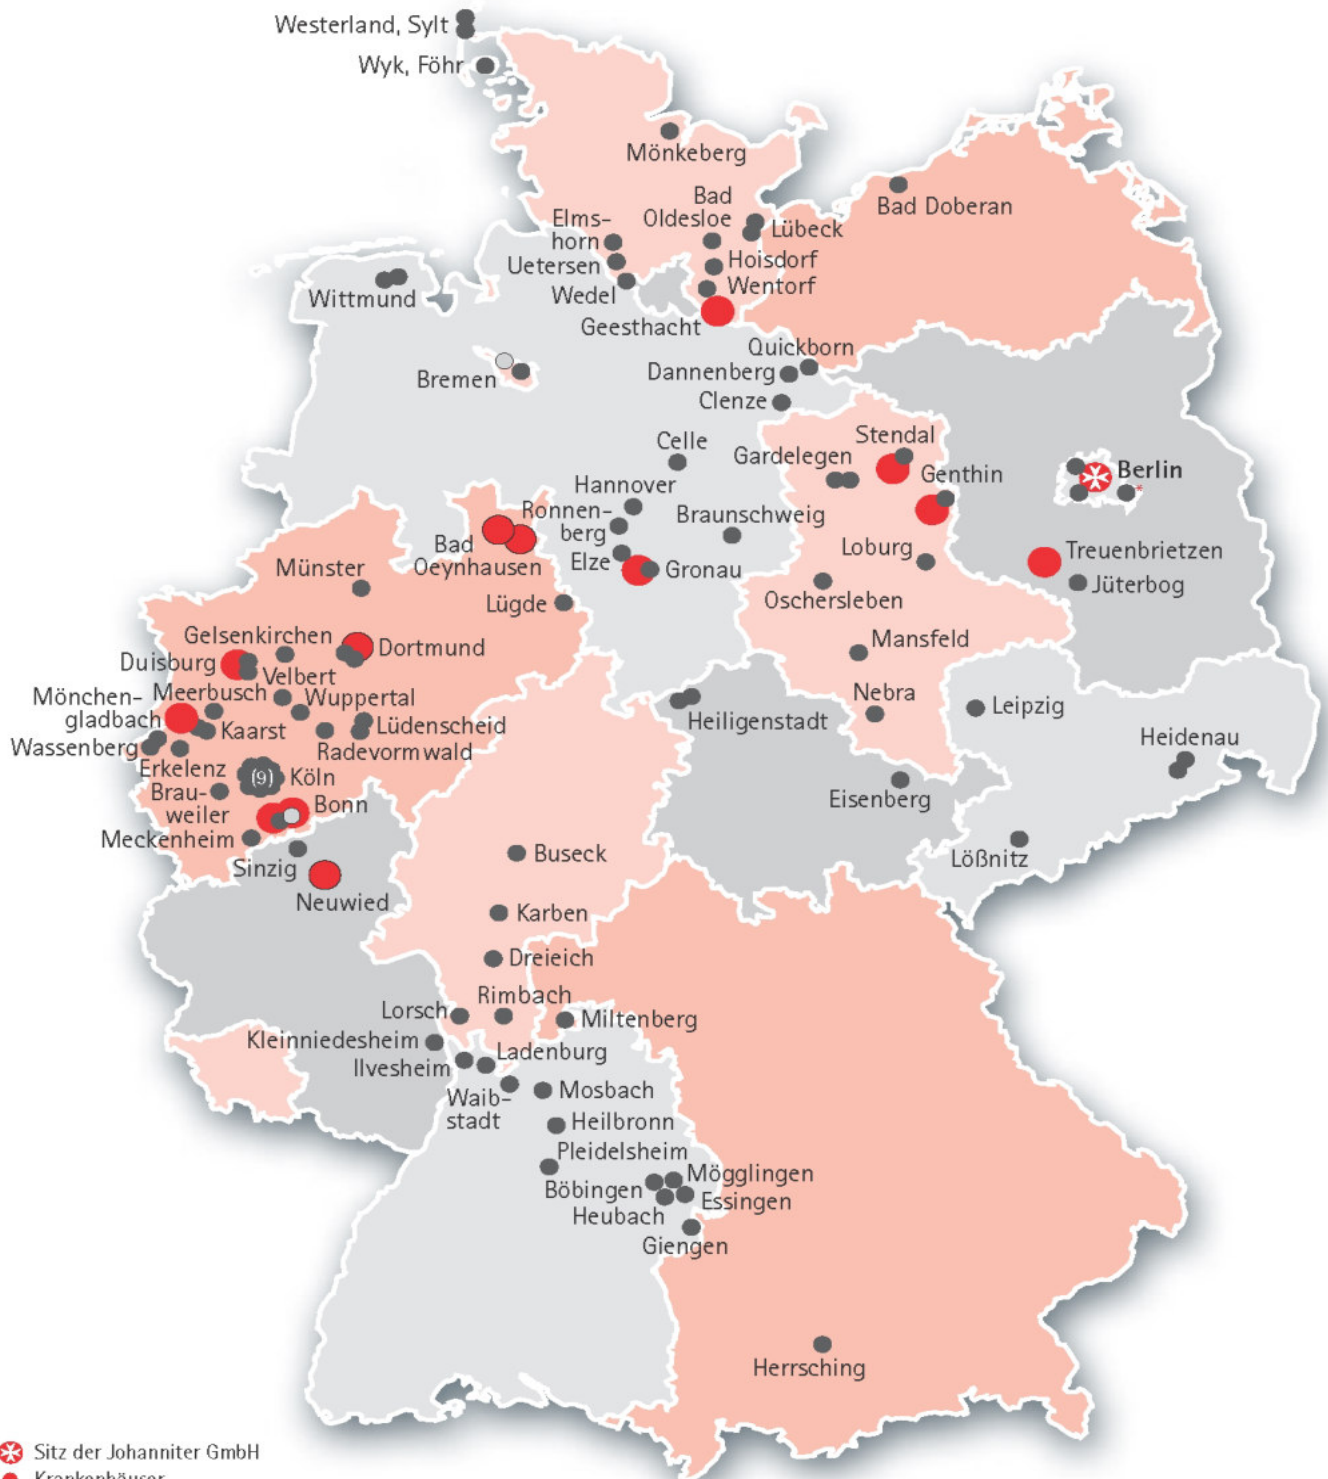 Westerland, Sylt
Wyk, Föhr
Mönkeberg
Bad
Oldesloe
Lübeck
Bad Doberan
Elms-
horn
Uetersen
Hoisdorf
Wentorf
Wedel
Wittmund
Geesthacht
Quickborn
Dannenberg
Bremen
Clenze
Celle
Stendal
Gardelegen
Genthin
Berlin
*
Hannover
Ronnen-
berg
Braunschweig
Bad
Oeynhausen
Elze
Gronau
Loburg
Treuenbrietzen
Jüterbog
Münster
Lügde
Oschersleben
Gelsenkirchen
Dortmund
Mansfeld
Duisburg
Velbert
Mönchen-
gladbach
Meerbusch
Wuppertal
Nebra
Leipzig
Kaarst
Lüdenscheid
Heiligenstadt
Wassenberg
Radevormwald
Heidenau
Erkelenz
(9)
Köln
Brau-
weiler
Bonn
Eisenberg
Meckenheim
Sinzig
Buseck
Lößnitz
Neuwied
Karben
Dreieich
Rimbach
Lorsch
Miltenberg
Kleinniedesheim
Ladenburg
Ilvesheim
Waib-
stadt
Mosbach
Heilbronn
Pleidelsheim
Mögglingen
Böbingen
Essingen
Heubach
Giengen
Herrsching
Sitz der Johanniter GmbH
Krankenhäuser